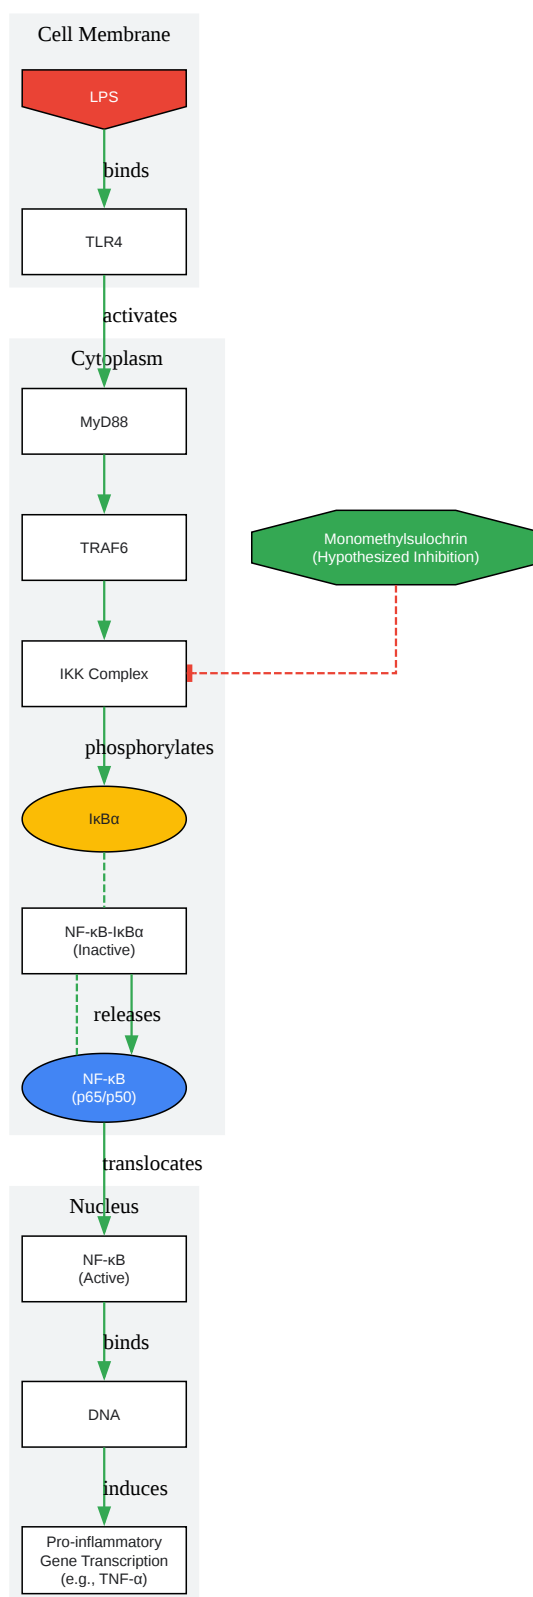 Cell Membrane
LPS
binds
TLR4
activates
Cytoplasm
MyD88
TRAF6
Monomethylsulochrin
(Hypothesized Inhibition)
IKK Complex
phosphorylates
IκBα
NF-κB-IκBα
(Inactive)
releases
NF-κB
(p65/p50)
translocates
Nucleus
NF-κB
(Active)
binds
DNA
induces
Pro-inflammatory
Gene Transcription
(e.g., TNF-α)